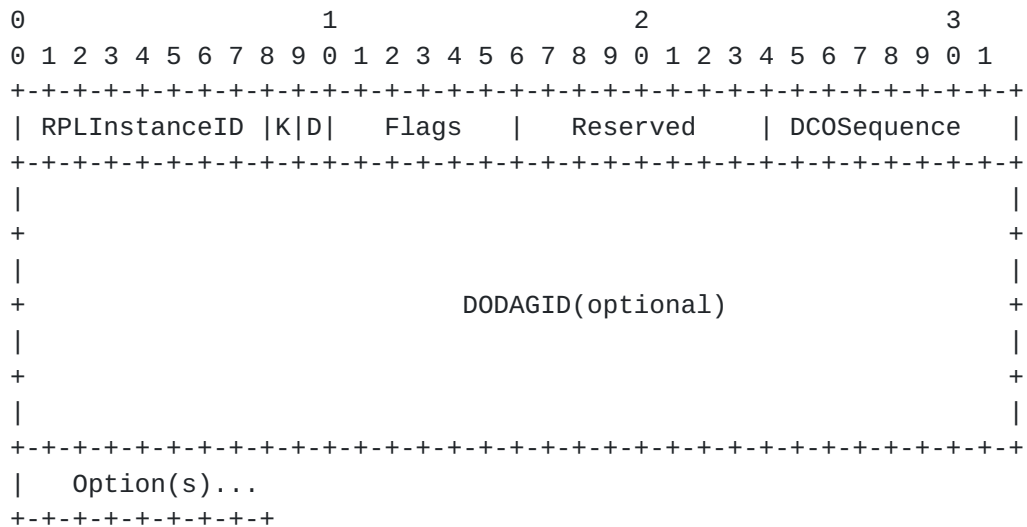 0                   1                   2                   3
0 1 2 3 4 5 6 7 8 9 0 1 2 3 4 5 6 7 8 9 0 1 2 3 4 5 6 7 8 9 0 1
+-+-+-+-+-+-+-+-+-+-+-+-+-+-+-+-+-+-+-+-+-+-+-+-+-+-+-+-+-+-+-+-+
| RPLInstanceID |K|D|   Flags   |   Reserved    | DCOSequence   |
+-+-+-+-+-+-+-+-+-+-+-+-+-+-+-+-+-+-+-+-+-+-+-+-+-+-+-+-+-+-+-+-+
|                                                               |
+                                                               +
|                                                               |
+                            DODAGID(optional)                  +
|                                                               |
+                                                               +
|                                                               |
+-+-+-+-+-+-+-+-+-+-+-+-+-+-+-+-+-+-+-+-+-+-+-+-+-+-+-+-+-+-+-+-+
|   Option(s)...
+-+-+-+-+-+-+-+-+